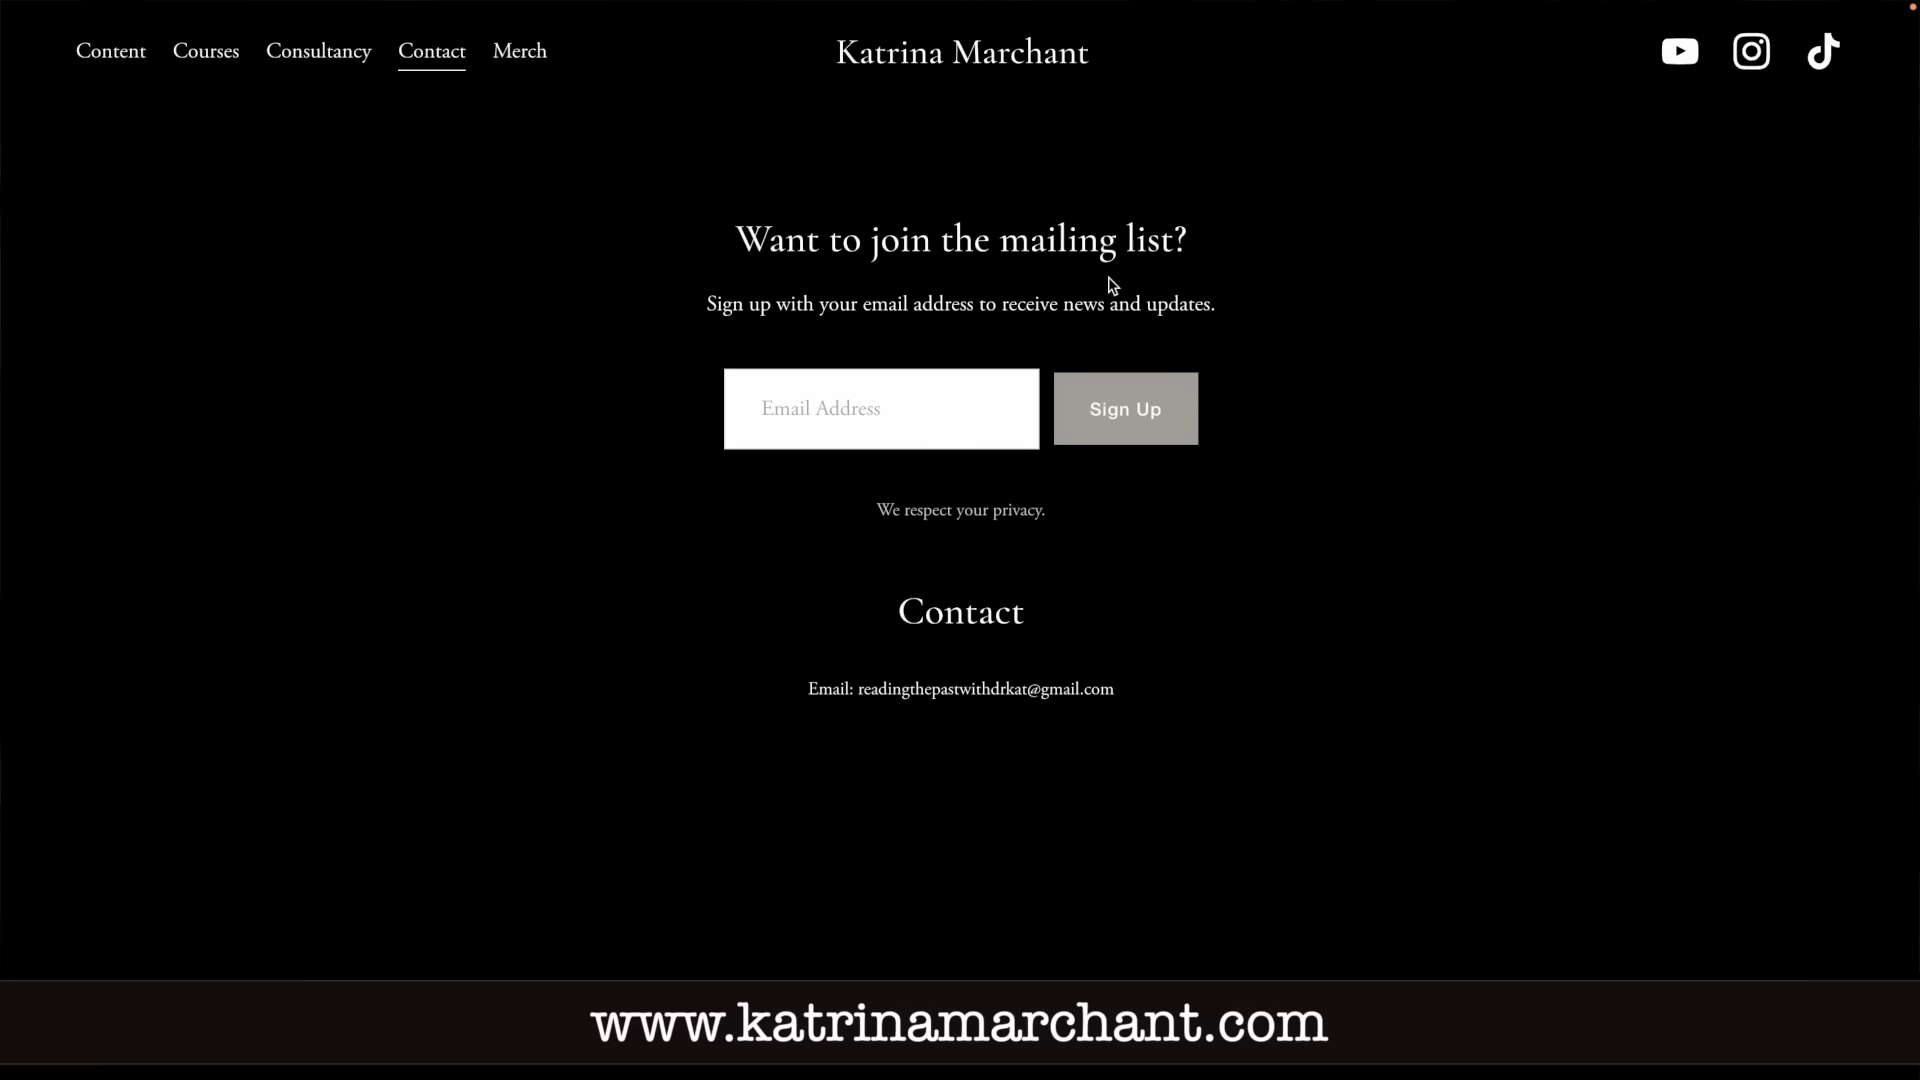 Content Courses Consultancy Contact Merch
Katrina Marchant
Want to join the mailing list?
Sign up with your email address to receive news and updates.
Email Address
Sign Up
We respect your privacy.
Contact
Email: readingthepastwithdrkat@gmail.com
www.katrinamarchant.com